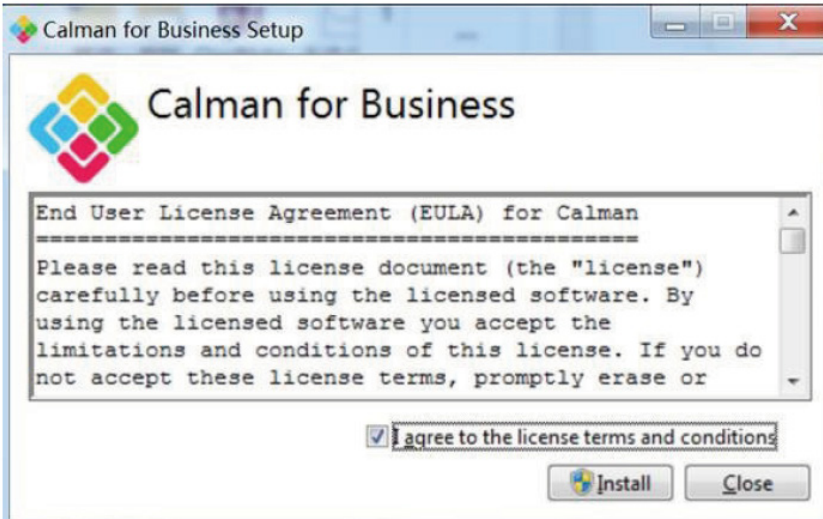 Calman for Business Setup
Calman for Business
End User License Agreement (EULA) for Calman
============================================
Please read this license document (the "license")
carefully before using the licensed software. By
using the licensed software you accept the
limitations and conditions of this license. If you do
not accept these license terms, promptly erase or
I agree to the license terms and conditions
Install
Close